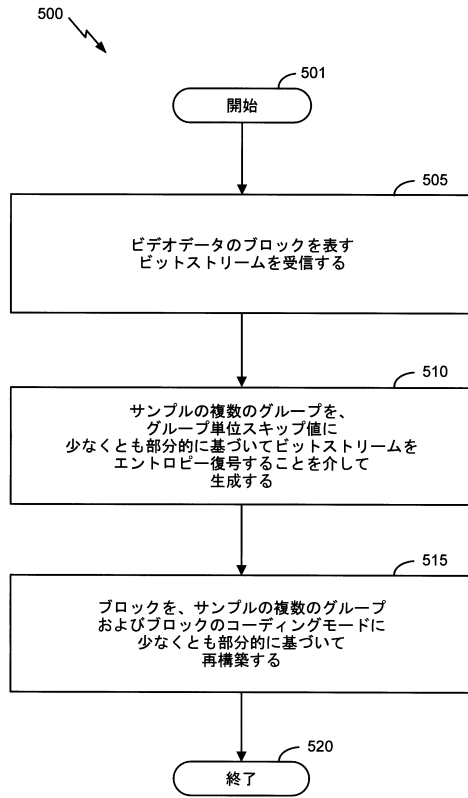 500
501
開始
505
ビデオデータのブロックを表す
ビットストリームを受信する
510
サンプルの複数のグループを、
グループ単位スキップ値に
少なくとも部分的に基づいてビットストリームを
エントロピー復号することを介して
生成する
515
ブロックを、サンプルの複数のグループ
およびブロックのコーディングモードに
少なくとも部分的に基づいて
再構築する
520
終了